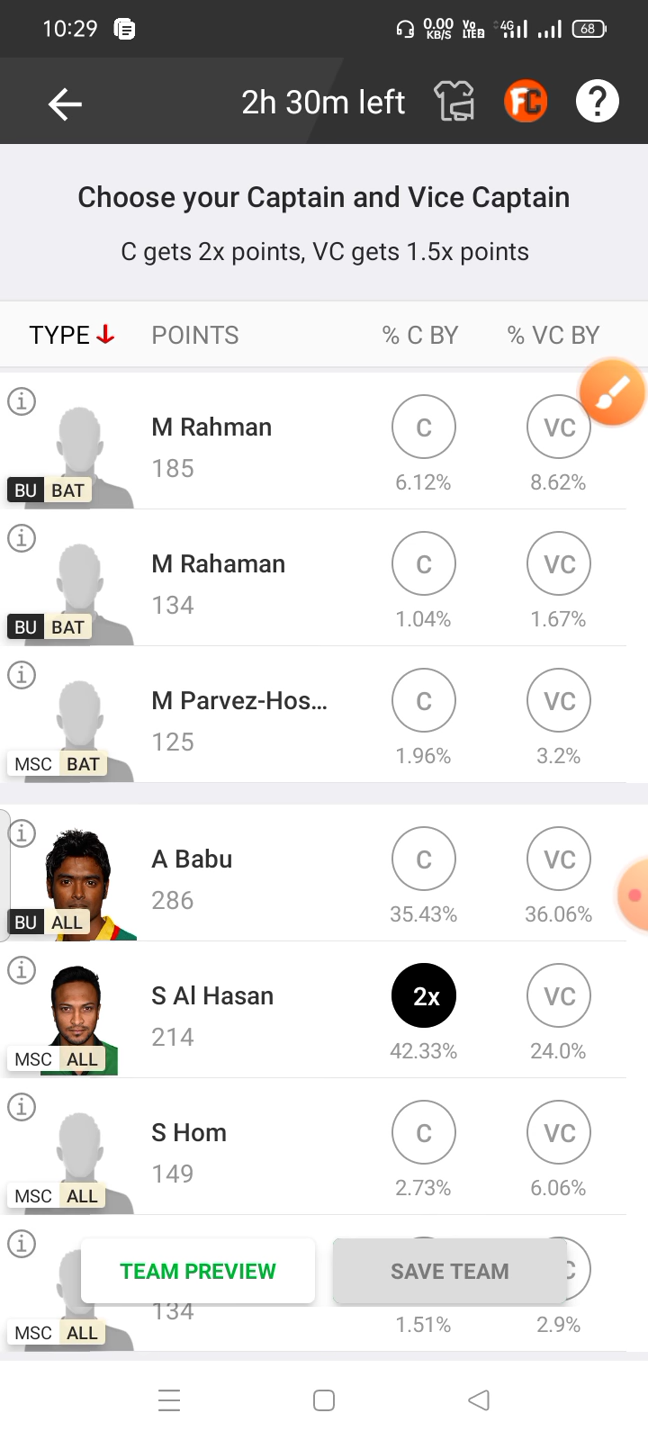 10:29
0.00 KB/S
Vo LTE2
4G
68
2h 30m left
FC
?
Choose your Captain and Vice Captain
C gets 2x points, VC gets 1.5x points
TYPE POINTS % C BY % VC BY
M Rahman
185
C
VC
6.12%
8.62%
BU BAT
M Rahaman
134
C
VC
1.04%
1.67%
BU BAT
M Parvez-Hos...
125
C
VC
1.96%
3.2%
MSC BAT
A Babu
286
C
VC
35.43%
36.06%
BU ALL
S Al Hasan
214
2x
VC
42.33%
24.0%
MSC ALL
S Hom
149
C
VC
2.73%
6.06%
MSC ALL
TEAM PREVIEW
SAVE TEAM
C
134
1.51%
2.9%
MSC ALL